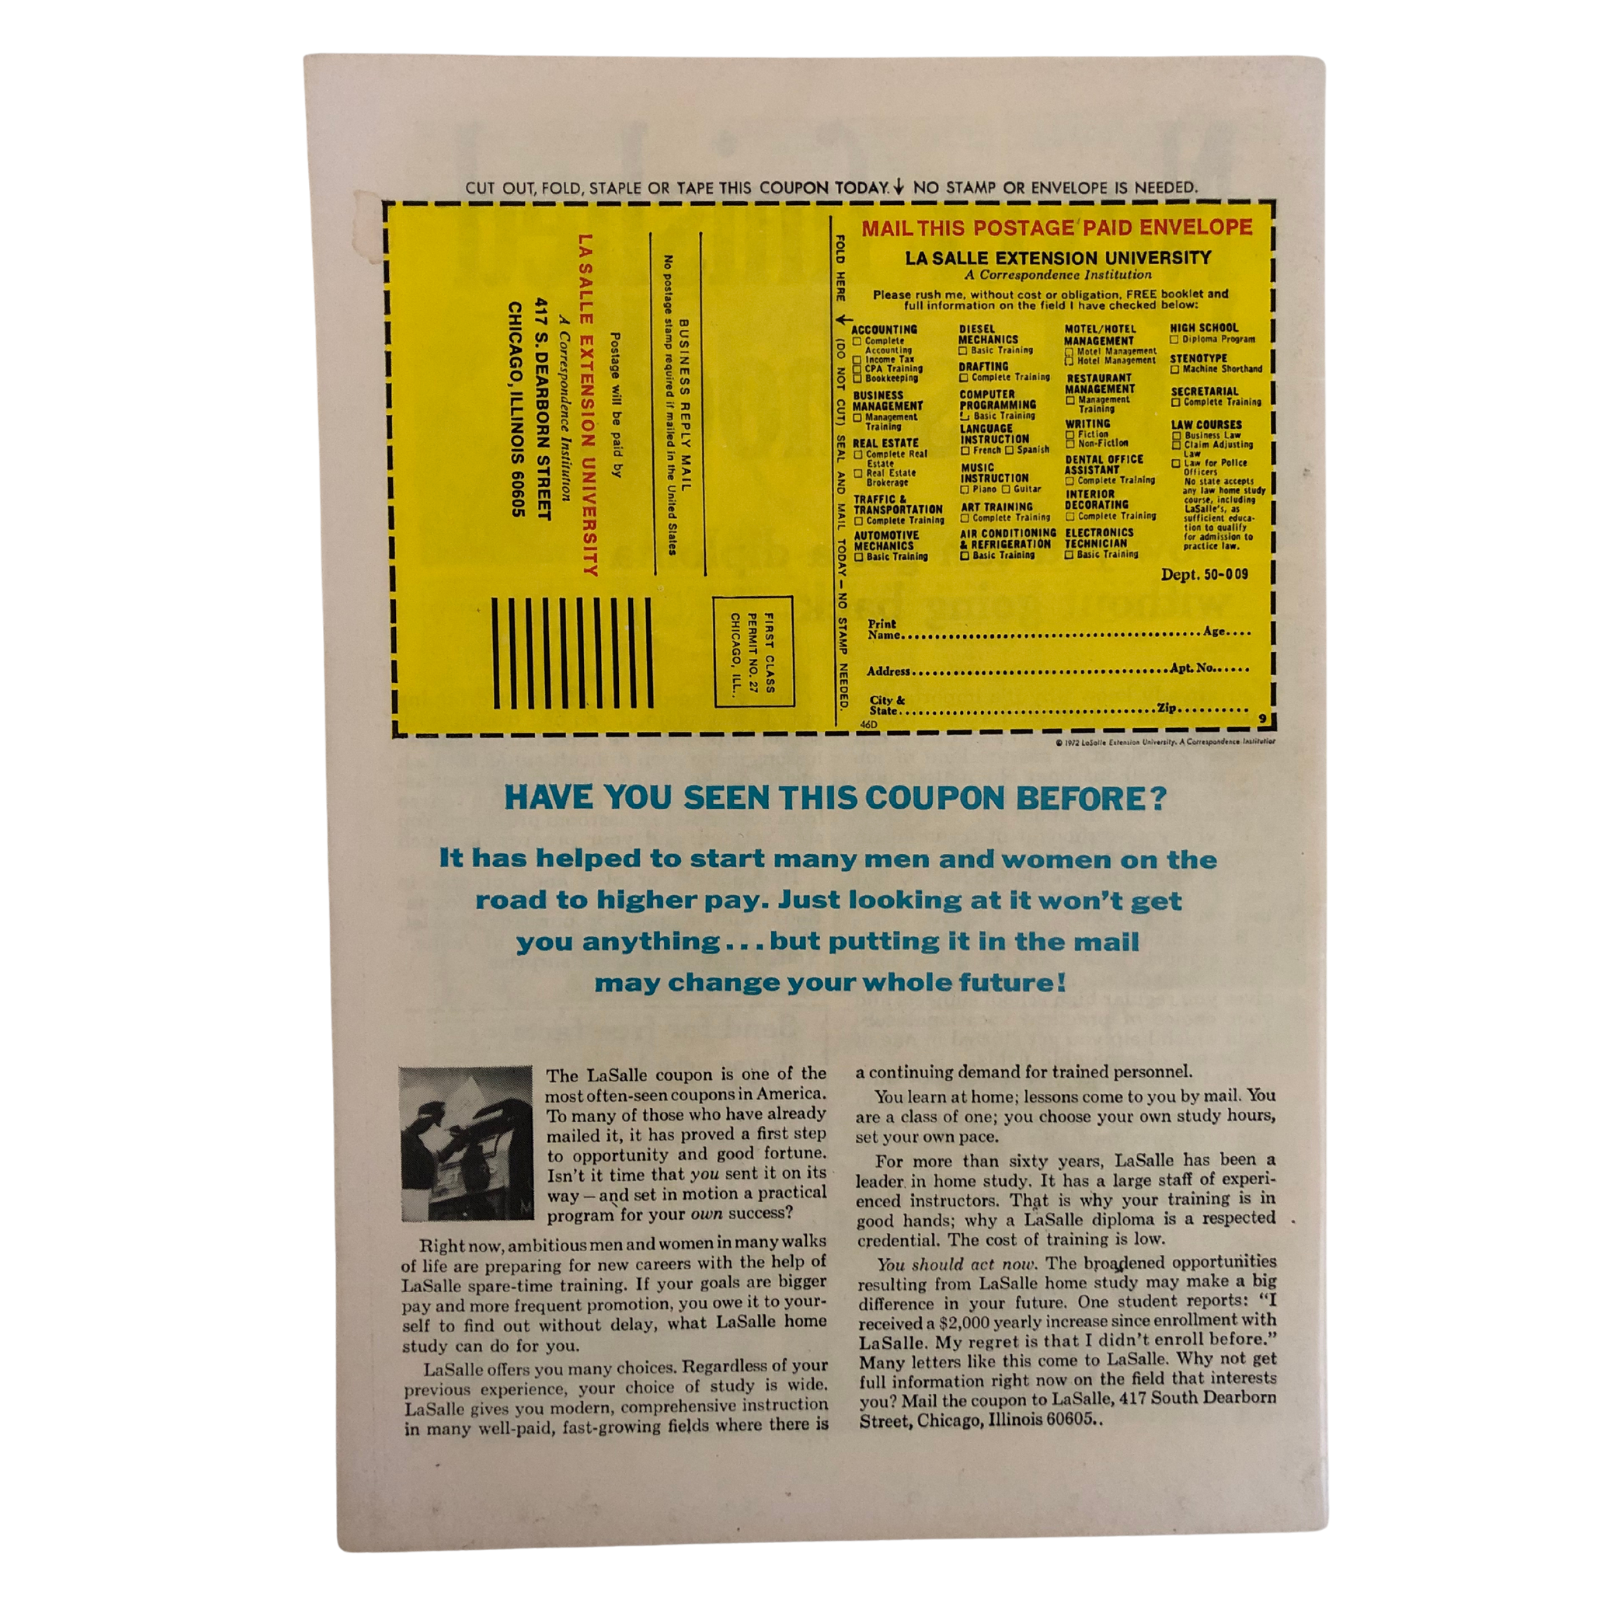 CUT OUT, FOLD, STAPLE OR TAPE THIS COUPON TODAY. ↓ NO STAMP OR ENVELOPE IS NEEDED.
FIRST CLASS
PERMIT NO. 27
CHICAGO, ILL.
BUSINESS REPLY MAIL
No postage stamp required if mailed in the United States
Postage will be paid by
LA SALLE EXTENSION UNIVERSITY
A Correspondence Institution
417 S. DEARBORN STREET
CHICAGO, ILLINOIS 60605
FOLD HERE ↓ (DO NOT CUT) SEAL AND MAIL TODAY — NO STAMP NEEDED.
MAIL THIS POSTAGE PAID ENVELOPE
LA SALLE EXTENSION UNIVERSITY
A Correspondence Institution
Please rush me, without cost or obligation, FREE booklet and
full information on the field I have checked below:
ACCOUNTING
□ Complete
Accounting
□ Income Tax
□ CPA Training
□ Bookkeeping
BUSINESS
MANAGEMENT
□ Management
Training
REAL ESTATE
□ Complete Real
Estate
□ Real Estate
Brokerage
TRAFFIC &
TRANSPORTATION
□ Complete Training
AUTOMOTIVE
MECHANICS
□ Basic Training
DIESEL
MECHANICS
□ Basic Training
DRAFTING
□ Complete Training
COMPUTER
PROGRAMMING
□ Basic Training
LANGUAGE
INSTRUCTION
□ French □ Spanish
MUSIC
INSTRUCTION
□ Piano □ Guitar
ART TRAINING
□ Complete Training
AIR CONDITIONING
& REFRIGERATION
□ Basic Training
MOTEL/HOTEL
MANAGEMENT
□ Motel Management
□ Hotel Management
RESTAURANT
MANAGEMENT
□ Management
Training
WRITING
□ Fiction
□ Non-Fiction
DENTAL OFFICE
ASSISTANT
□ Complete Training
INTERIOR
DECORATING
□ Complete Training
ELECTRONICS
TECHNICIAN
□ Basic Training
HIGH SCHOOL
□ Diploma Program
STENOTYPE
□ Machine Shorthand
SECRETARIAL
□ Complete Training
LAW COURSES
□ Business Law
□ Claim Adjusting
Law
□ Law for Police
Officers
No state accepts
any law home study
course, including
LaSalle's, as
sufficient educa-
tion to qualify
for admission to
practice law.
Dept. 50-009
Print
Name........Age....
Address........Apt. No......
City &
State........Zip..........
46D
9
© 1972 LaSalle Extension University, A Correspondence Institution
HAVE YOU SEEN THIS COUPON BEFORE?
It has helped to start many men and women on the
road to higher pay. Just looking at it won't get
you anything...but putting it in the mail
may change your whole future!
The LaSalle coupon is one of the
most often-seen coupons in America.
To many of those who have already
mailed it, it has proved a first step
to opportunity and good fortune.
Isn't it time that you sent it on its
way — and set in motion a practical
program for your own success?
Right now, ambitious men and women in many walks
of life are preparing for new careers with the help of
LaSalle spare-time training. If your goals are bigger
pay and more frequent promotion, you owe it to your-
self to find out without delay, what LaSalle home
study can do for you.
LaSalle offers you many choices. Regardless of your
previous experience, your choice of study is wide.
LaSalle gives you modern, comprehensive instruction
in many well-paid, fast-growing fields where there is
a continuing demand for trained personnel.
You learn at home; lessons come to you by mail. You
are a class of one; you choose your own study hours,
set your own pace.
For more than sixty years, LaSalle has been a
leader in home study. It has a large staff of experi-
enced instructors. That is why your training is in
good hands; why a LaSalle diploma is a respected
credential. The cost of training is low.
You should act now. The broadened opportunities
resulting from LaSalle home study may make a big
difference in your future. One student reports: "I
received a $2,000 yearly increase since enrollment with
LaSalle. My regret is that I didn't enroll before."
Many letters like this come to LaSalle. Why not get
full information right now on the field that interests
you? Mail the coupon to LaSalle, 417 South Dearborn
Street, Chicago, Illinois 60605..